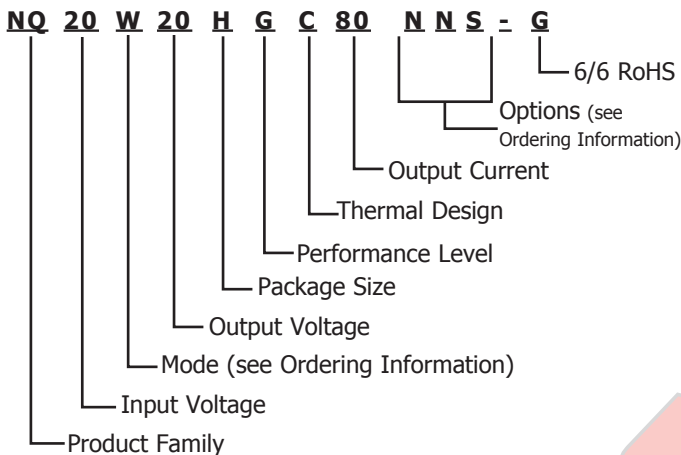 NQ 20 W 20 H G C 80 N N S - G
6/6 RoHS
Options (see
Ordering Information)
Output Current
Thermal Design
Performance Level
Package Size
Output Voltage
Mode (see Ordering Information)
Input Voltage
Product Family